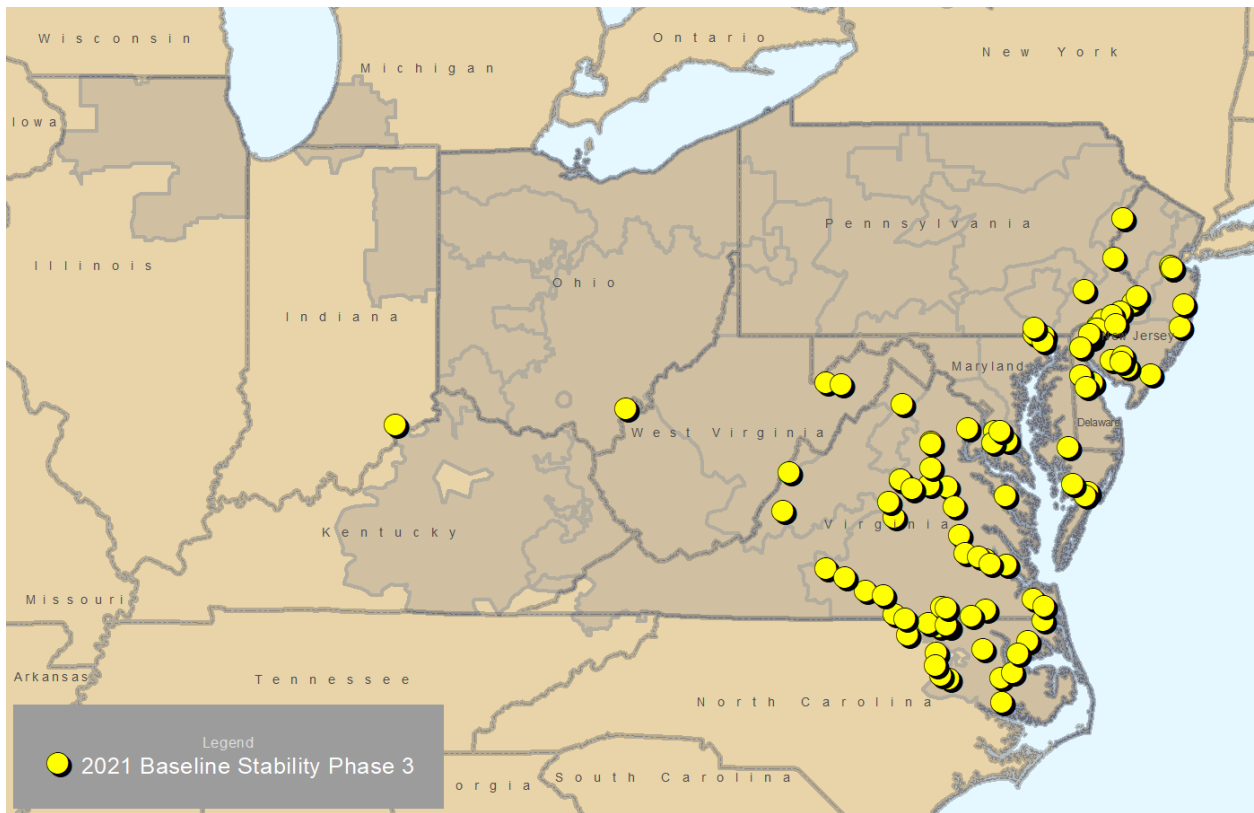 Wisconsin
Michigan
Ontario
New York
Iowa
Pennsylvania
Illinois
Ohio
Indiana
Jersey
Maryland
West Virginia
Delaware
Kentucky
Virginia
Missouri
Arkansas
Tennessee
North Carolina
Legend
2021 Baseline Stability Phase 3
orgia
South Carolina